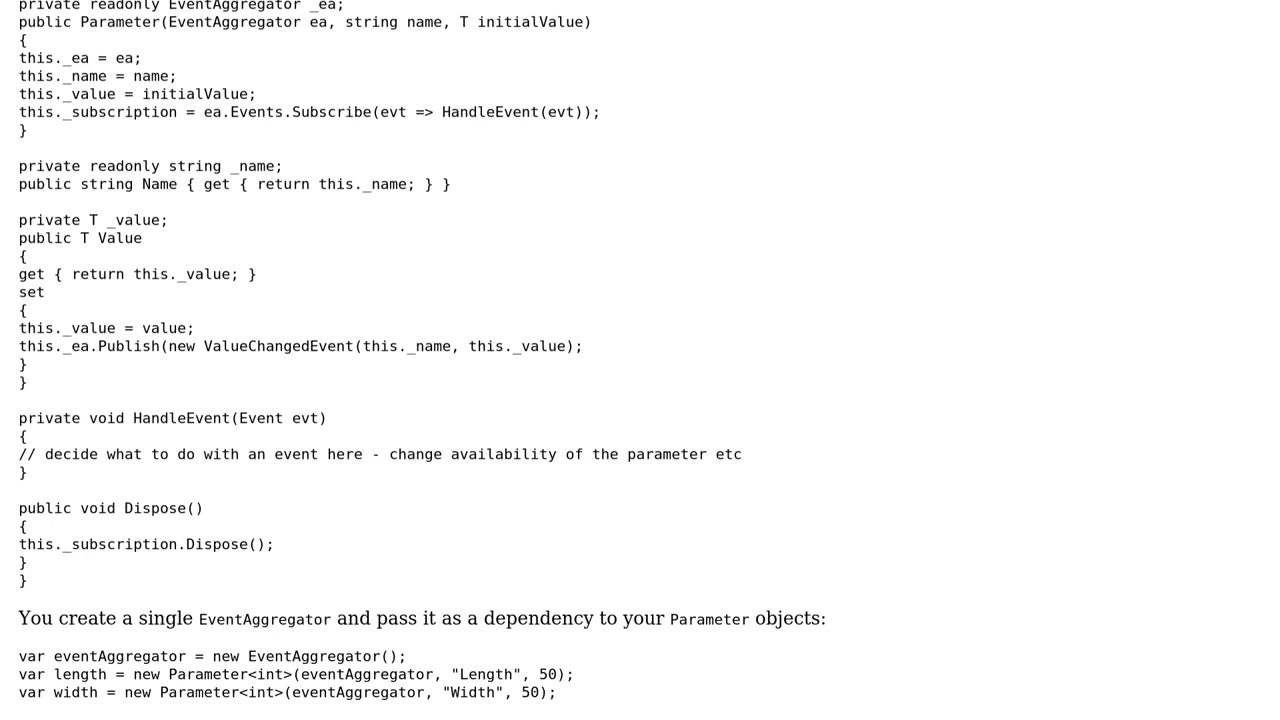 private readonly EventAggregator _ea;
public Parameter(EventAggregator ea, string name, T initialValue)
{
this._ea = ea;
this._name = name;
this._value = initialValue;
this._subscription = ea.Events.Subscribe(evt => HandleEvent(evt));
}
private readonly string _name;
public string Name { get { return this._name; } }
private T _value;
public T Value
{
get { return this._value; }
set
{
this._value = value;
this._ea.Publish(new ValueChangedEvent(this._name, this._value);
}
}
private void HandleEvent(Event evt)
{
// decide what to do with an event here - change availability of the parameter etc
}
public void Dispose()
{
this._subscription.Dispose();
}
}
You create a single EventAggregator and pass it as a dependency to your Parameter objects:
var eventAggregator = new EventAggregator();
var length = new Parameter<int>(eventAggregator, "Length", 50);
var width = new Parameter<int>(eventAggregator, "Width", 50);